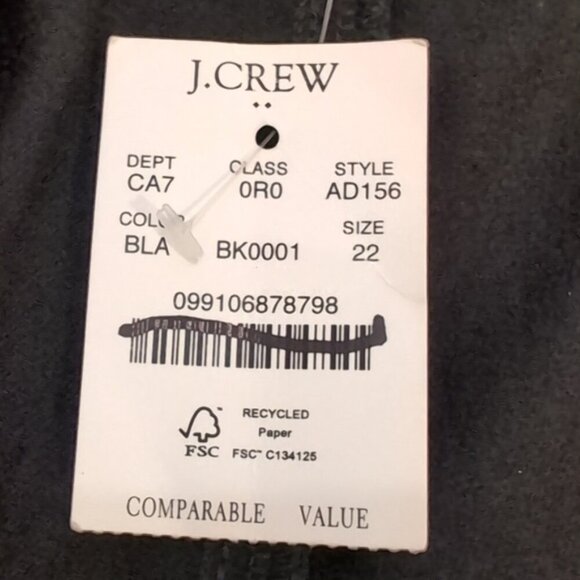 J.CREW
DEPT CLASS STYLE
CA7 0R0 AD156
COLOR SIZE
BLA BK0001 22
099106878798
RECYCLED
Paper
FSC FSC™ C134125
COMPARABLE VALUE